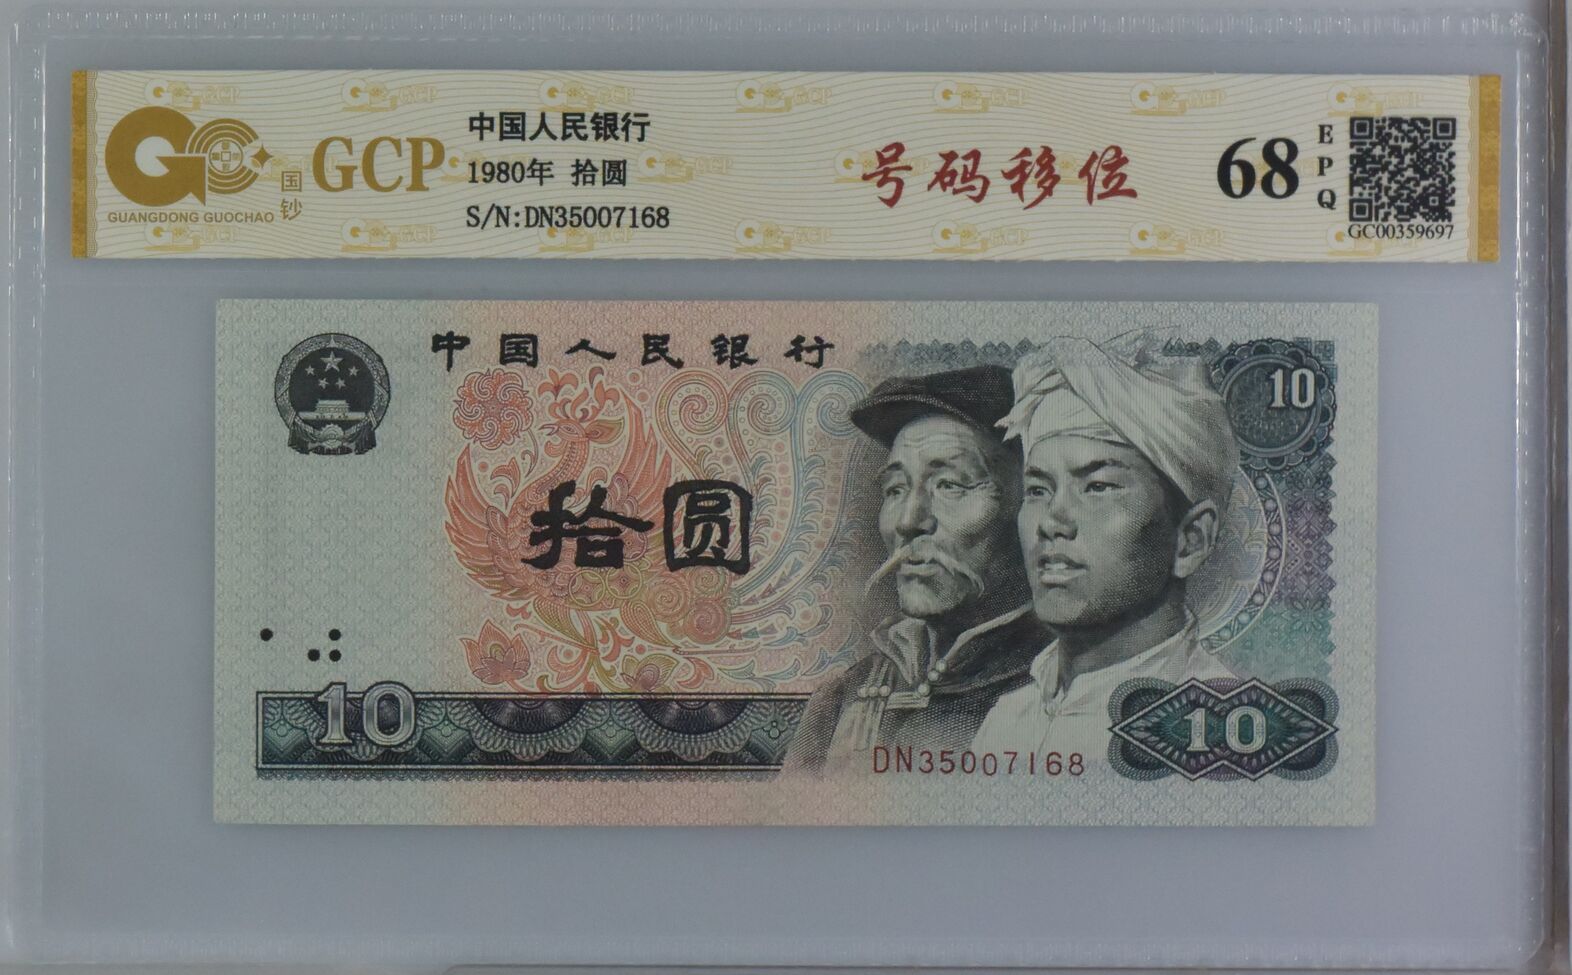 GCP
国钞
GUANGDONG GUOCHAO
中国人民银行
1980年 拾圆
S/N:DN35007168
号码移位
68
EPQ
GC00359697
中国人民银行
10
拾圆
10
DN35007168
10